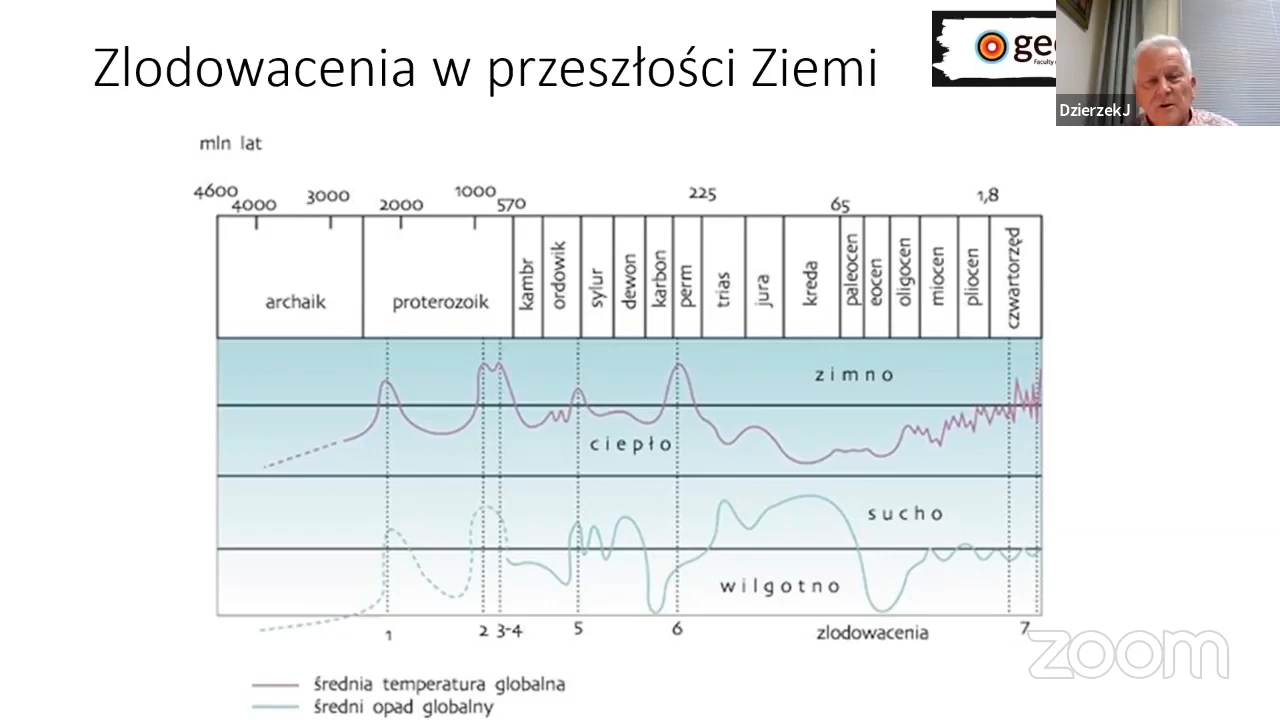 Zlodowacenia w przeszłości Ziemi
geo
Faculty
DzierzekJ
mln lat
4600
4000
3000
2000
1000
570
225
65
1,8
archaik
proterozoik
kambr
ordowik
sylur
dewon
karbon
perm
trias
jura
kreda
paleocen
eocen
oligocen
miocen
pliocen
czwartorzęd
zimno
ciepło
sucho
wilgotno
1 2 3-4 5 6 zlodowacenia 7
zoom
średnia temperatura globalna
średni opad globalny